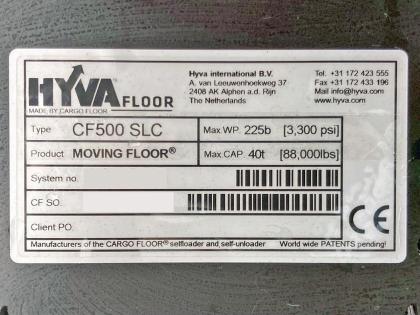 HYVA FLOOR
MADE BY CARGO FLOOR
Hyva international B.V.
A. van Leeuwenhoekweg 37
2408 AK Alphen a.d. Rijn
The Netherlands
Tel. +31 172 423 555
Fax +31 172 433 196
Mail info@hyva.com
www.hyva.com
Type CF500 SLC Max.WP. 225b [3,300 psi]
Product MOVING FLOOR® Max.CAP. 40t [88,000lbs]
System no.
CF SO.
Client PO.
CE
Manufacturers of the CARGO FLOOR® selfloader and self-unloader World wide PATENTS pending!